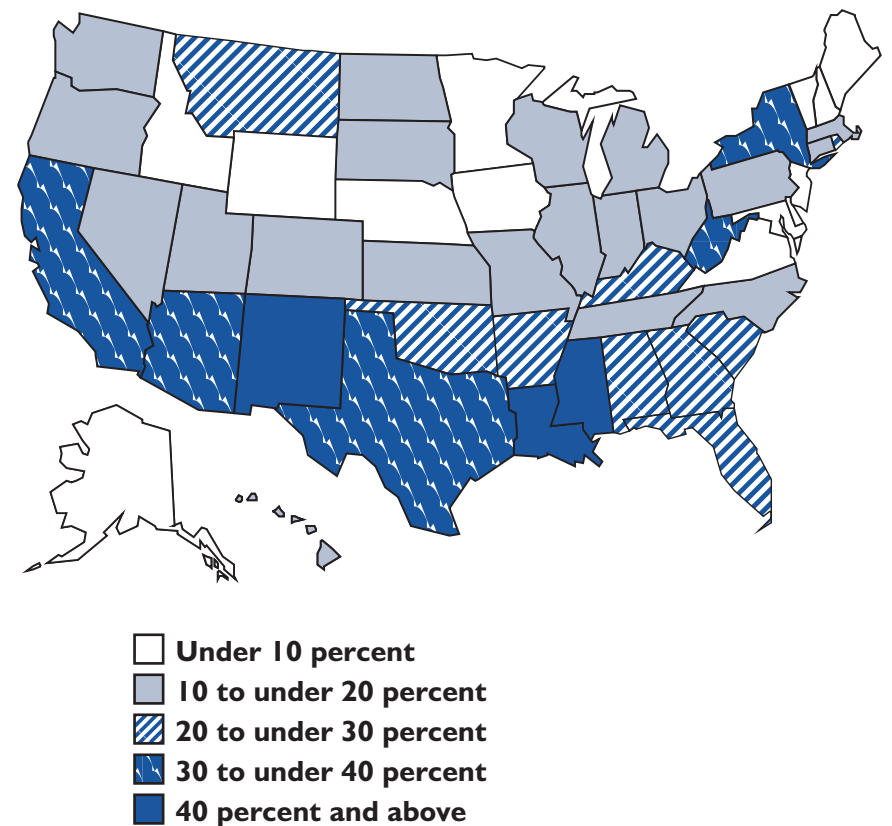 Under 10 percent
10 to under 20 percent
20 to under 30 percent
30 to under 40 percent
40 percent and above